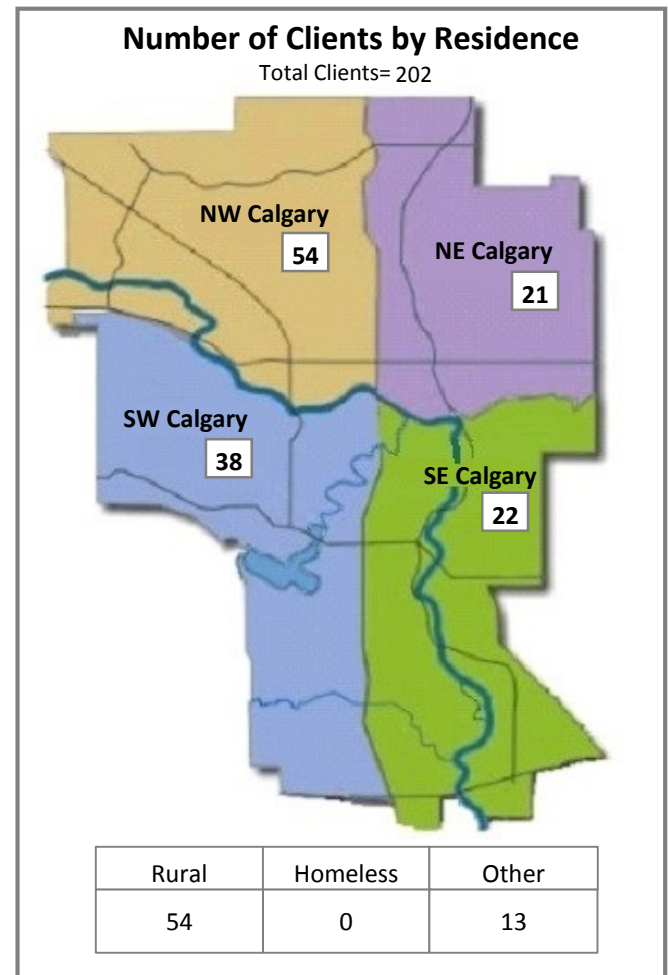 Number of Clients by Residence
Total Clients= 202
NW Calgary
54
NE Calgary
21
SW Calgary
38
SE Calgary
22
Rural Homeless Other
54 0 13